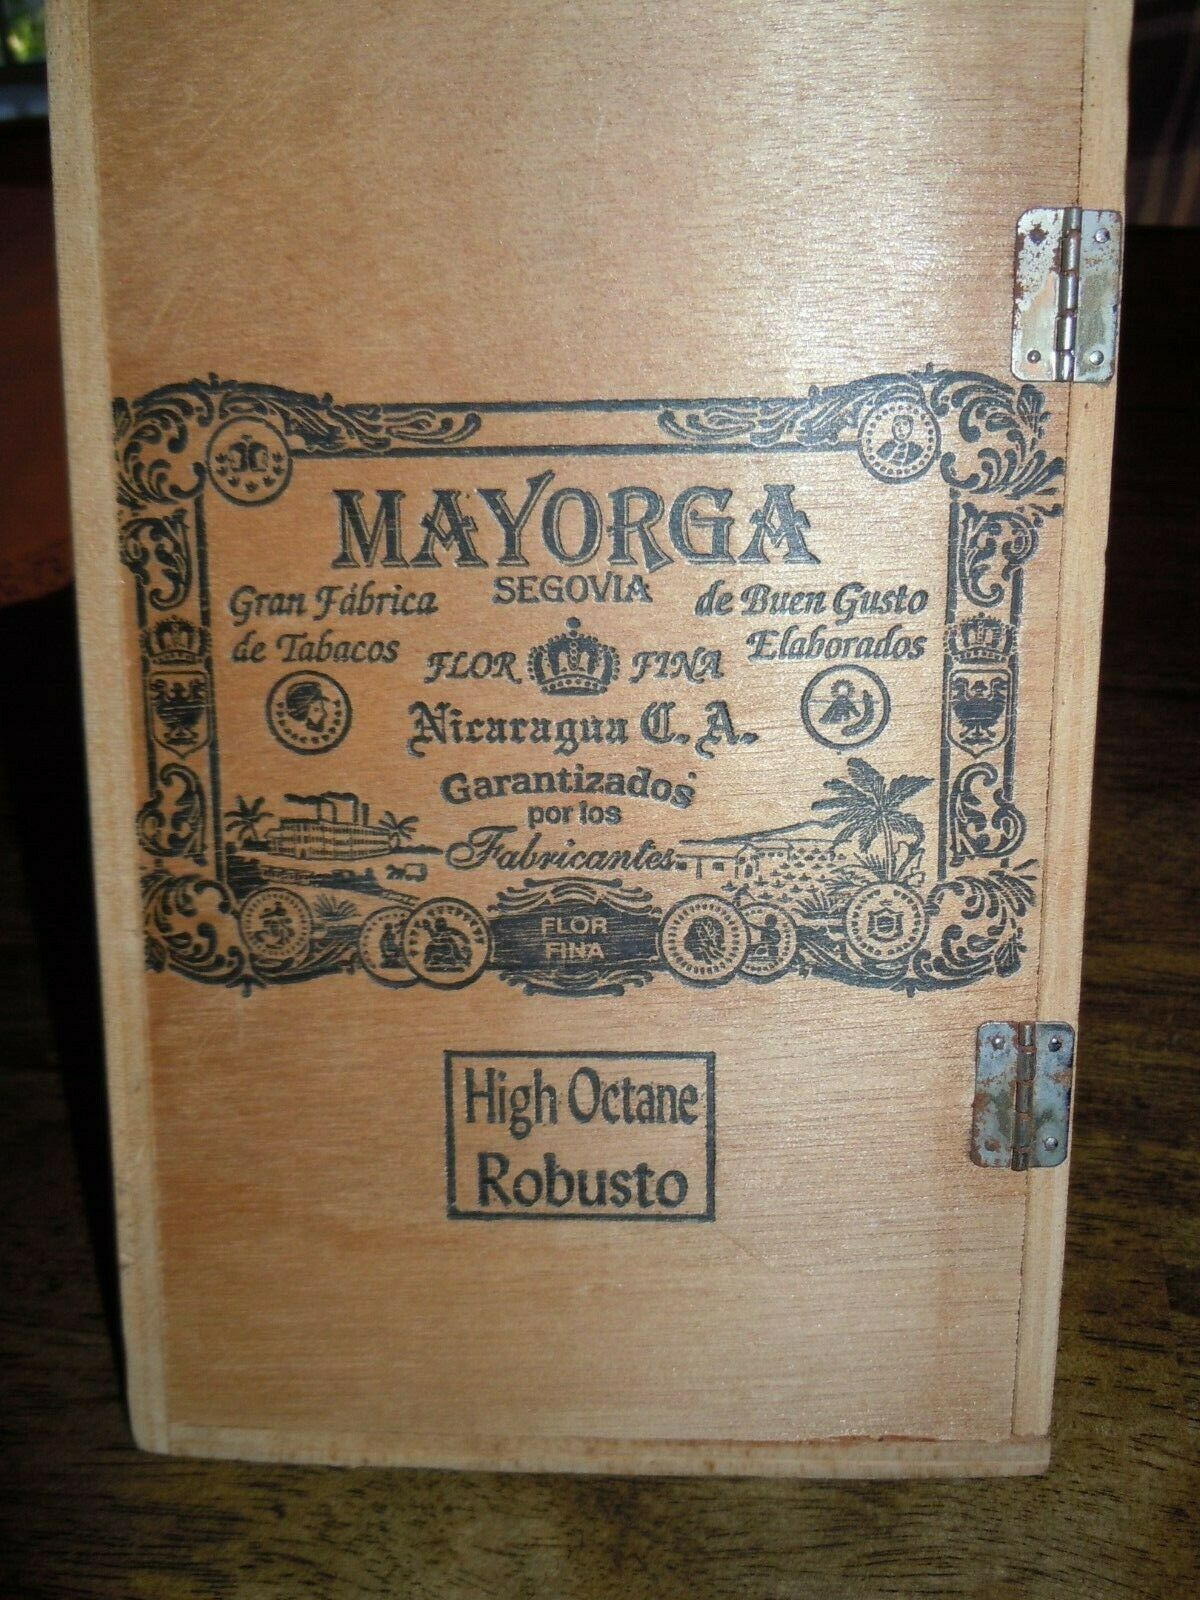 MAYORGA
SEGOVIA
Gran Fábrica
de Tabacos
de Buen Gusto
Elaborados
FLOR FINA
Nicaragua C.A.
Garantizados
por los
Fabricantes
FLOR
FINA
High Octane
Robusto